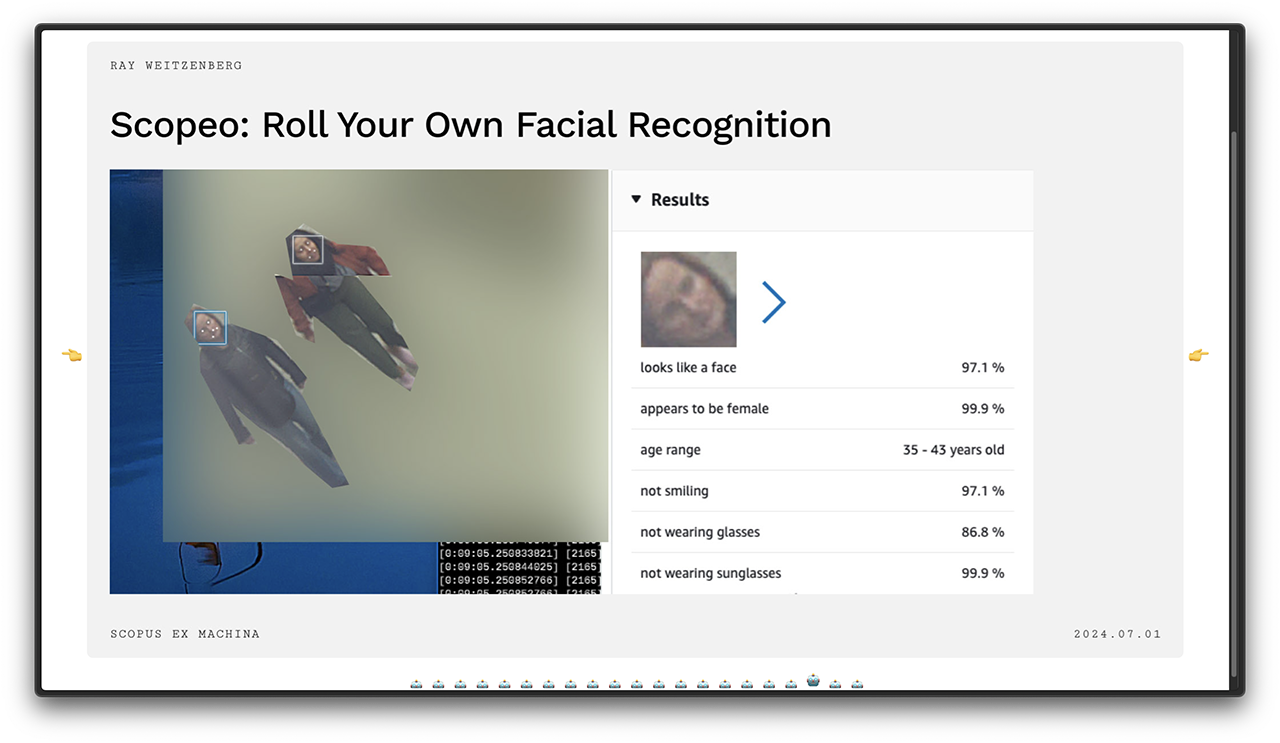 RAY WEITZENBERG
Scopeo: Roll Your Own Facial Recognition
Results
looks like a face 97.1 %
appears to be female 99.9 %
age range 35 - 43 years old
not smiling 97.1 %
not wearing glasses 86.8 %
not wearing sunglasses 99.9 %
[0:09:05.250833821] [2165]
[0:09:05.250844025] [2165]
[0:09:05.250852766] [2165]
SCOPUS EX MACHINA
2024.07.01